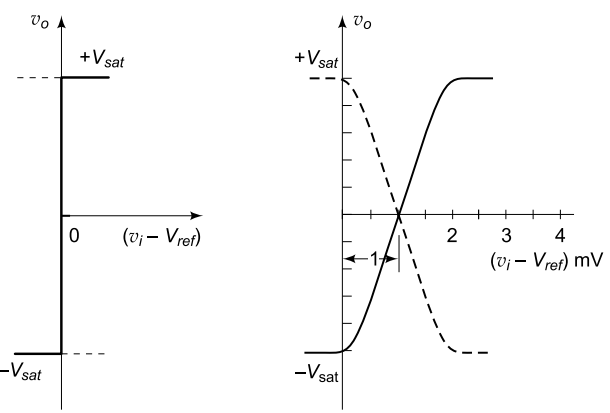 v_o
+V_sat
0
(v_i – V_ref)
–V_sat
v_o
+V_sat
1
2
3
4
(v_i – V_ref) mV
–V_sat